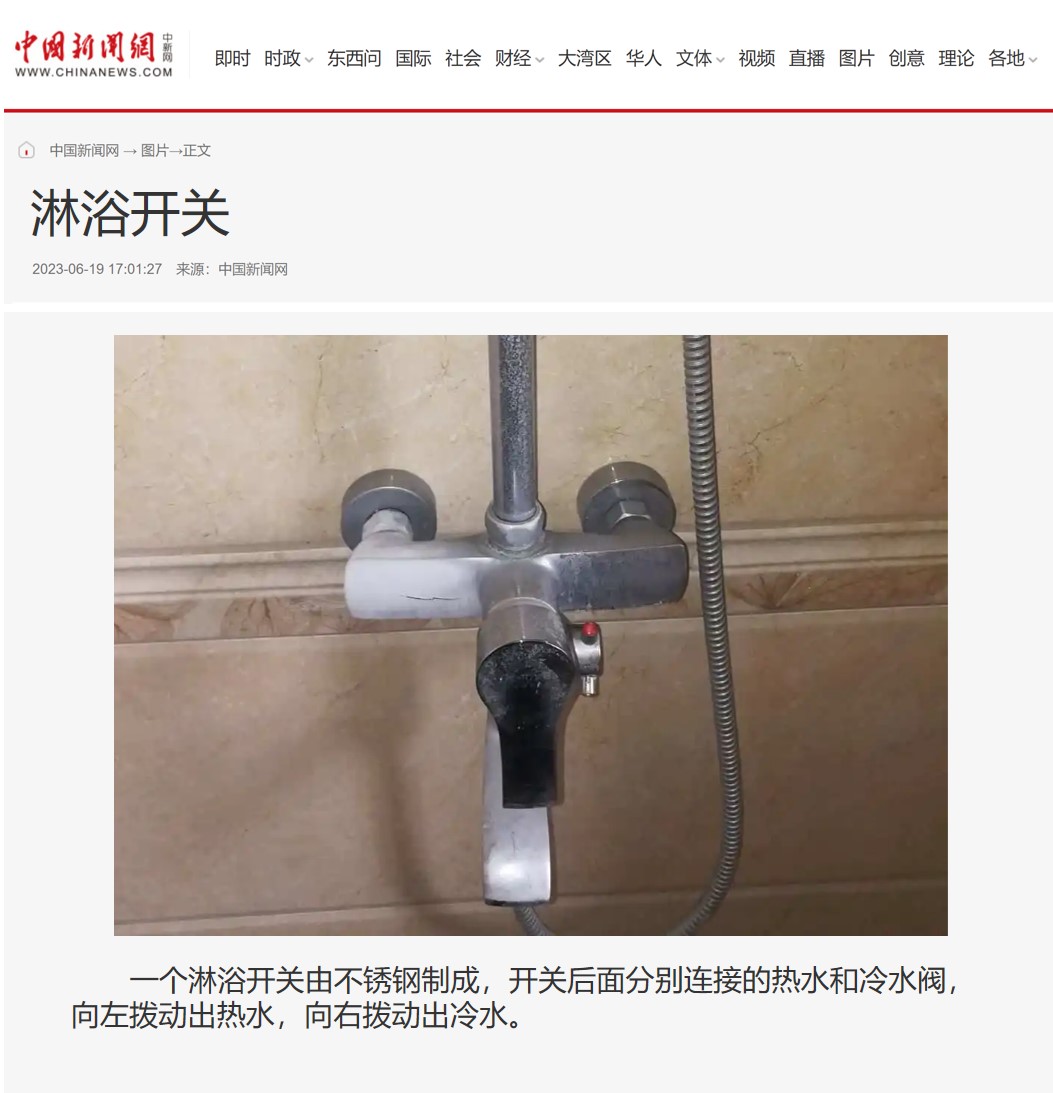 中國新聞網
中新网
WWW.CHINANEWS.COM
即时 时政 东西问 国际 社会 财经 大湾区 华人 文体 视频 直播 图片 创意 理论 各地
中国新闻网 → 图片→正文
淋浴开关
2023-06-19 17:01:27 来源：中国新闻网
一个淋浴开关由不锈钢制成，开关后面分别连接的热水和冷水阀，
向左拨动出热水，向右拨动出冷水。